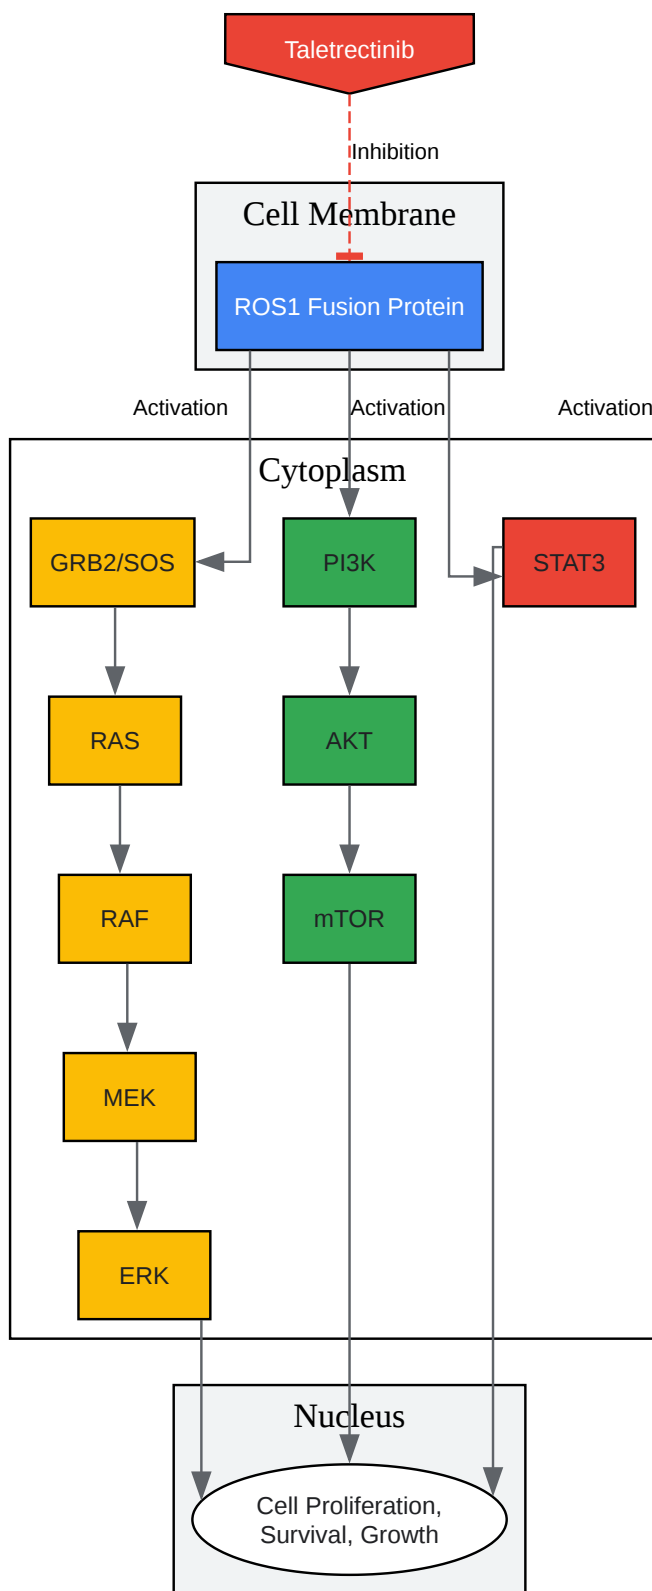 Taletrectinib
Inhibition
Cell Membrane
ROS1 Fusion Protein
Activation
Activation
Activation
Cytoplasm
GRB2/SOS
PI3K
STAT3
RAS
AKT
RAF
mTOR
MEK
ERK
Nucleus
Cell Proliferation,
Survival, Growth